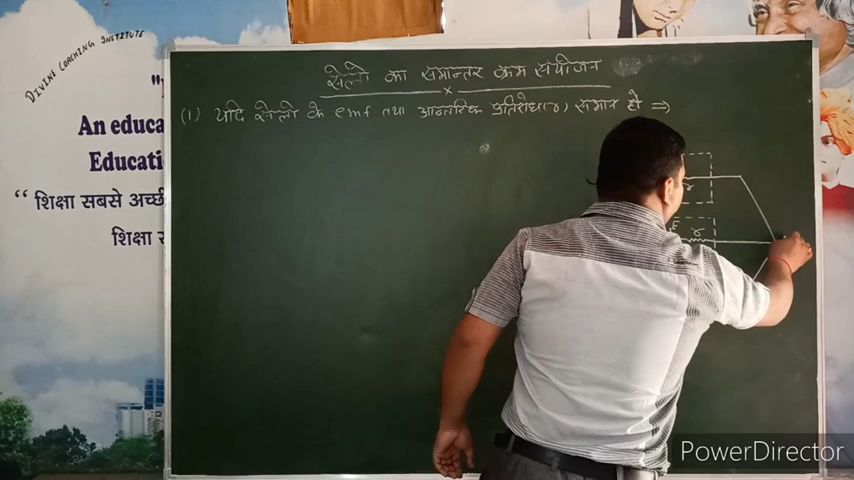 DIVINE COACHING INSTITUTE
An educa
Educati
“ शिक्षा सबसे अच्छी
शिक्षा स
सेलो का समान्तर क्रम संयोजन
x
(1) यदि सेलो के emf तथा आन्तरिक प्रतिरोध(r) समान हो ⇒
r
E r
PowerDirector